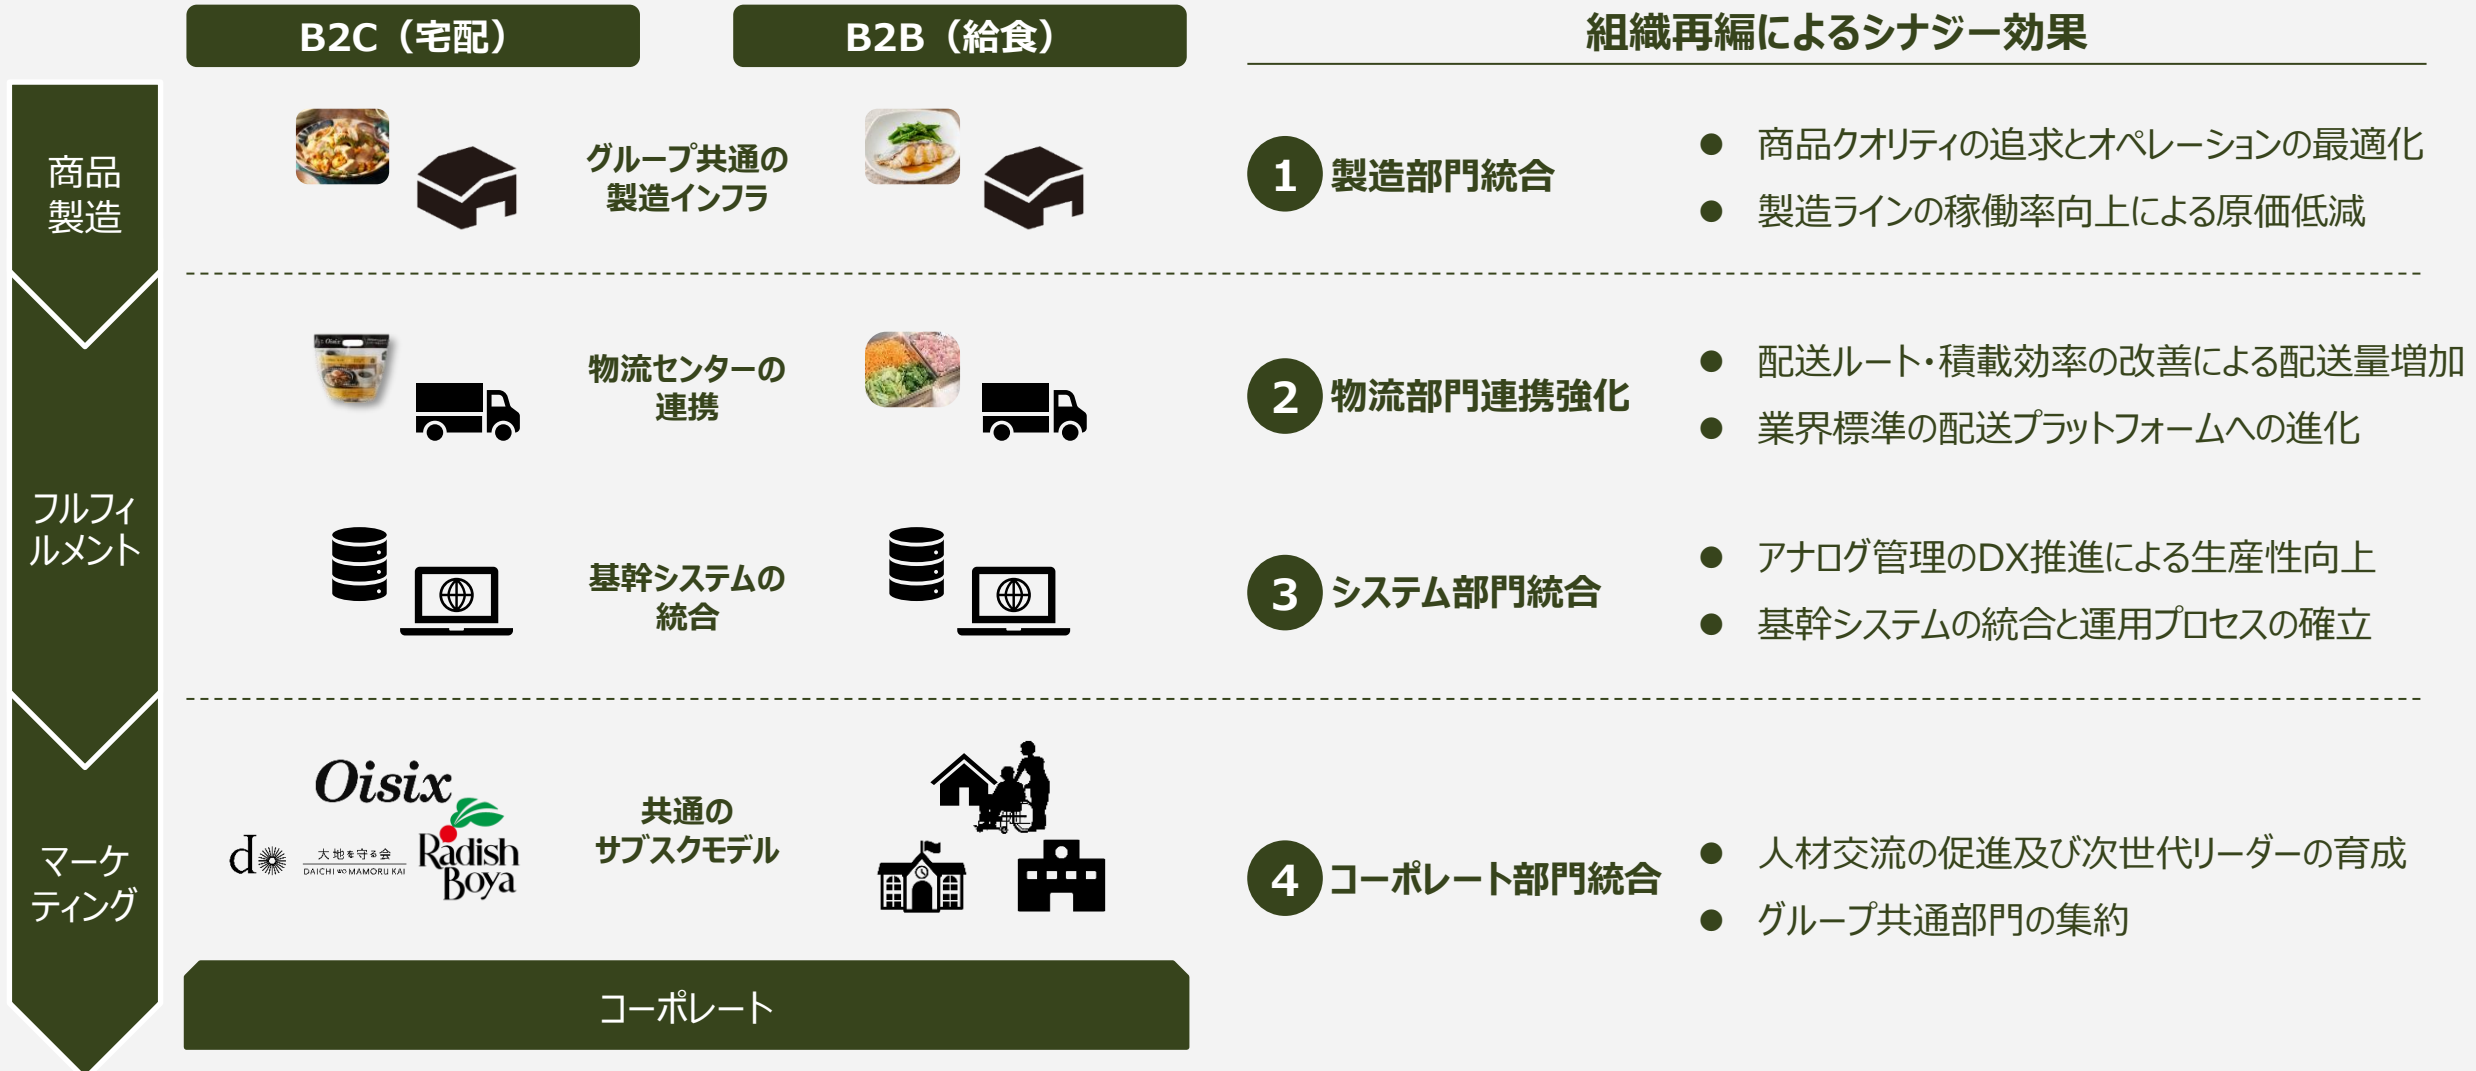 B2C（宅配）
B2B（給食）
組織再編によるシナジー効果
商品
製造
グループ共通の
製造インフラ
1 製造部門統合
● 商品クオリティの追求とオペレーションの最適化
● 製造ラインの稼働率向上による原価低減
フルフィ
ルメント
Oisix
物流センターの
連携
2 物流部門連携強化
● 配送ルート・積載効率の改善による配送量増加
● 業界標準の配送プラットフォームへの進化
基幹システムの
統合
3 システム部門統合
● アナログ管理のDX推進による生産性向上
● 基幹システムの統合と運用プロセスの確立
マーケ
ティング
Oisix
d 大地を守る会
DAICHI WO MAMORU KAI
Radish
Boya
共通の
サブスクモデル
4 コーポレート部門統合
● 人材交流の促進及び次世代リーダーの育成
● グループ共通部門の集約
コーポレート